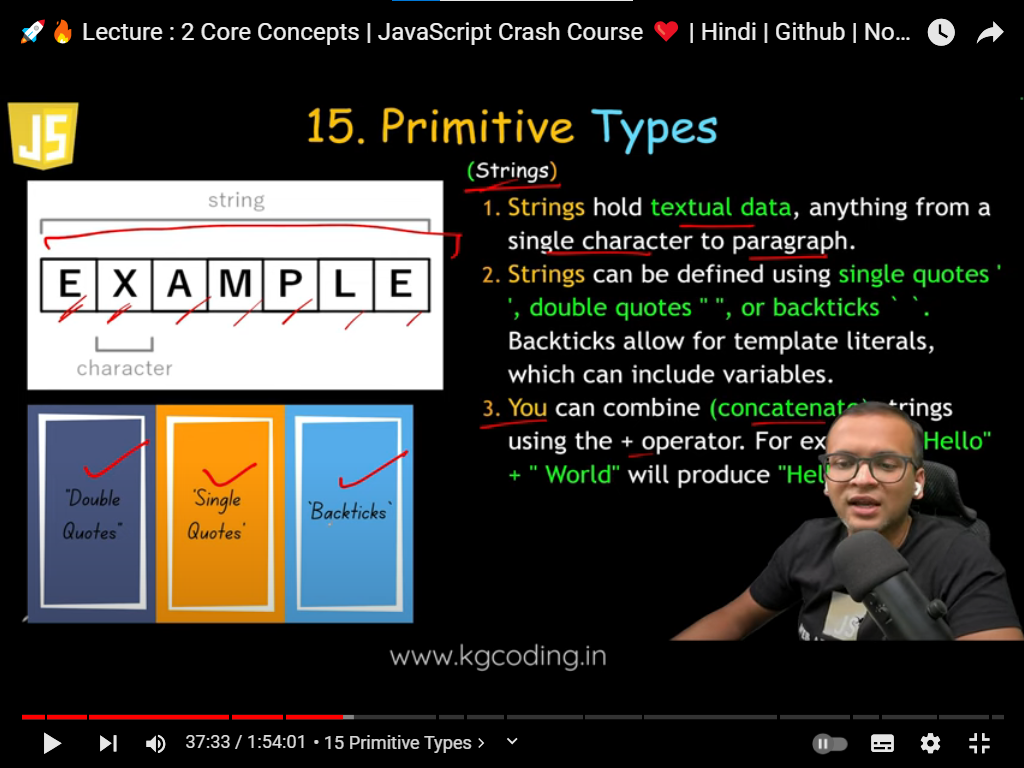 🚀🔥 Lecture : 2 Core Concepts | JavaScript Crash Course ❤️ | Hindi | Github | No...
JS
15. Primitive Types
(Strings)
string
E X A M P L E
character
1. Strings hold textual data, anything from a
single character to paragraph.
2. Strings can be defined using single quotes '
', double quotes " ", or backticks ` `.
Backticks allow for template literals,
which can include variables.
3. You can combine (concatenate) strings
using the + operator. For ex Hello"
+ " World" will produce "Hel
"Double
Quotes"
'Single
Quotes'
`Backticks`
JS
www.kgcoding.in
37:33 / 1:54:01 • 15 Primitive Types >